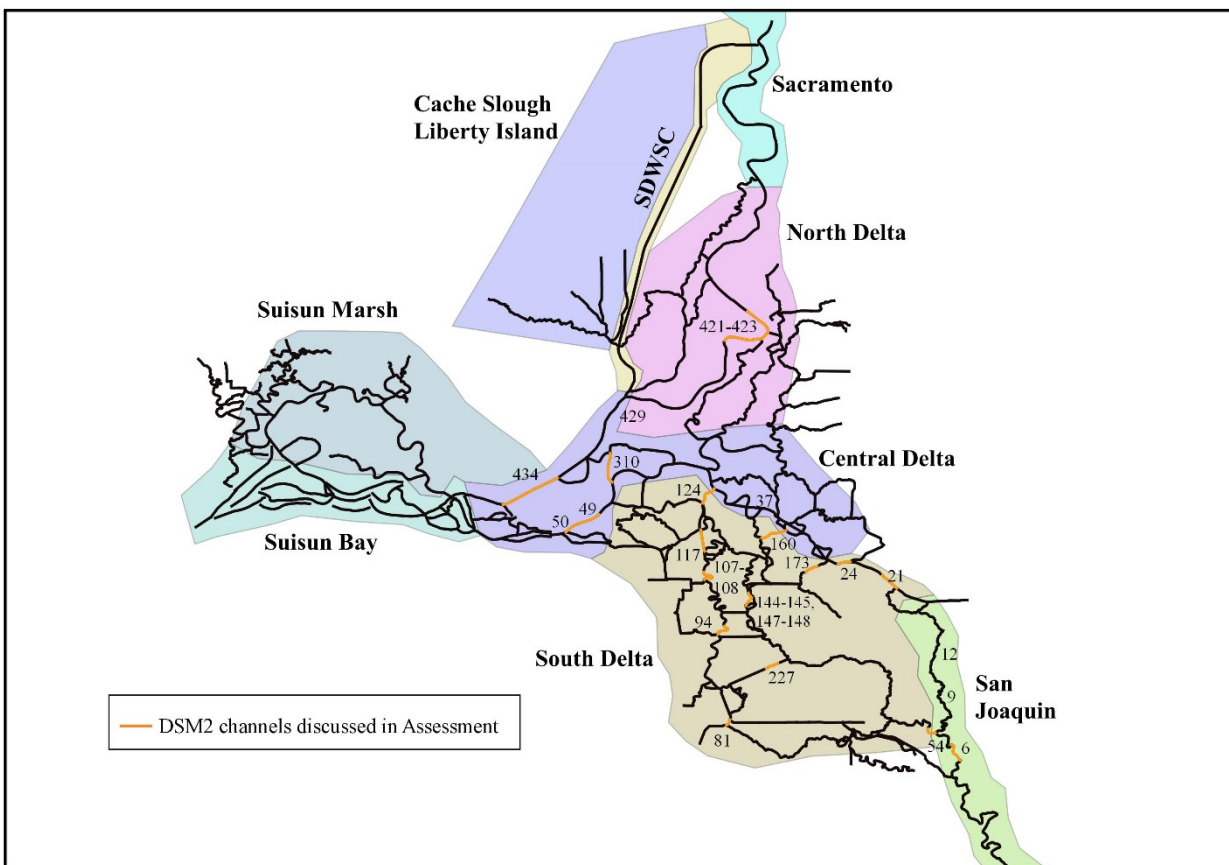 Sacramento
Cache Slough
Liberty Island
SDWSC
North Delta
421-423
Suisun Marsh
429
Central Delta
310
434
124
37
49
50
160
Suisun Bay
117
107-
108
173
24
21
144-145,
147-148
94
12
South Delta
227
9
San
Joaquin
DSM2 channels discussed in Assessment
81
54
6